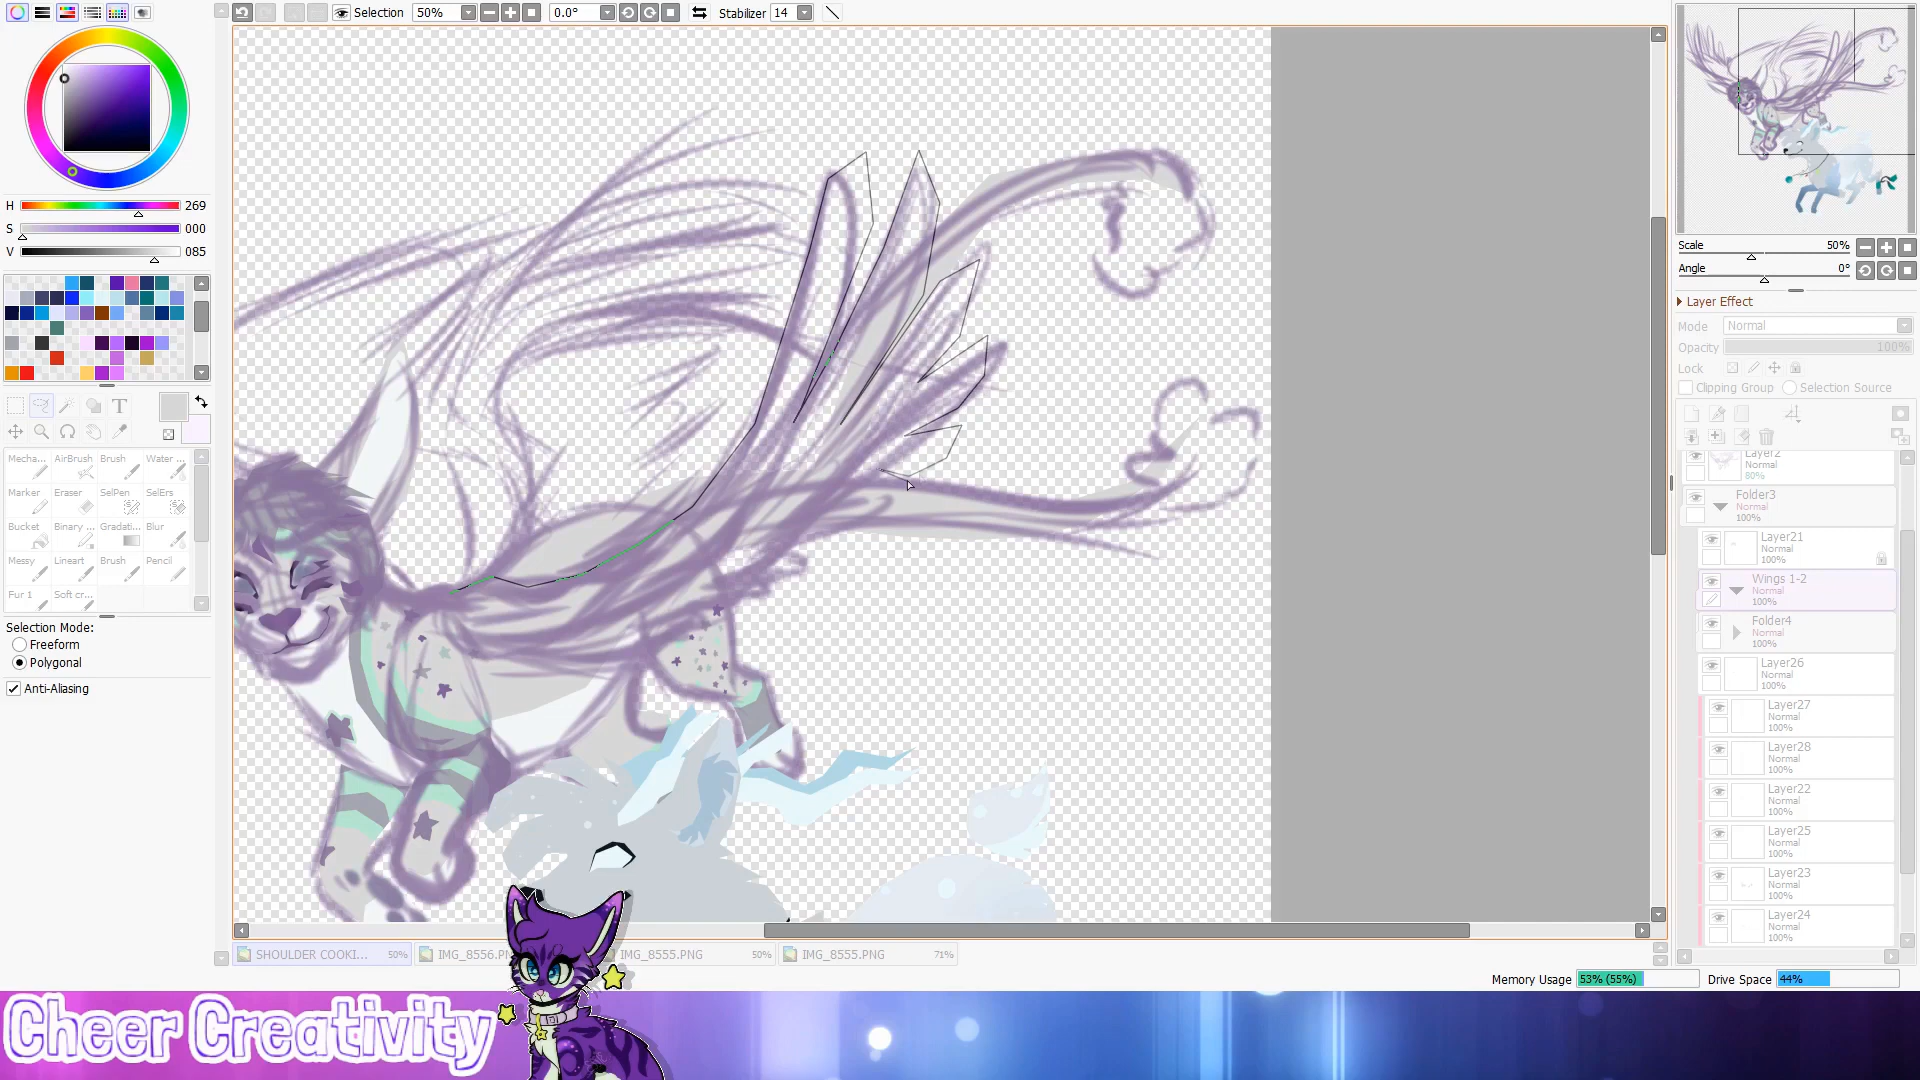 Selection
50%
0.0°
Stabilizer
14
H
269
S
000
V
085
Mecha...
AirBrush
Brush
Water ...
Marker
Eraser
SelPen
SelErs
Bucket
Binary ...
Gradati...
Blur
Messy
Lineart
Brush
Pencil
Fur 1
Soft cr...
Selection Mode:
Freeform
Polygonal
Anti-Aliasing
Scale
50%
Angle
0°
Layer Effect
Mode
Normal
Opacity
100%
Lock
Clipping Group
Selection Source
Layer2
80%
Folder3
100%
Layer21
Normal
100%
Wings 1-2
Normal
100%
Folder4
Normal
100%
Layer26
Normal
100%
Layer27
Normal
100%
Layer28
Normal
100%
Layer22
Normal
100%
Layer25
Normal
100%
Layer23
Normal
100%
Layer24
Normal
100%
SHOULDER COOKI...
50%
IMG_8556.P
IMG_8555.PNG
50%
IMG_8555.PNG
71%
Memory Usage
53% (55%)
Drive Space
44%
Cheer Creativity